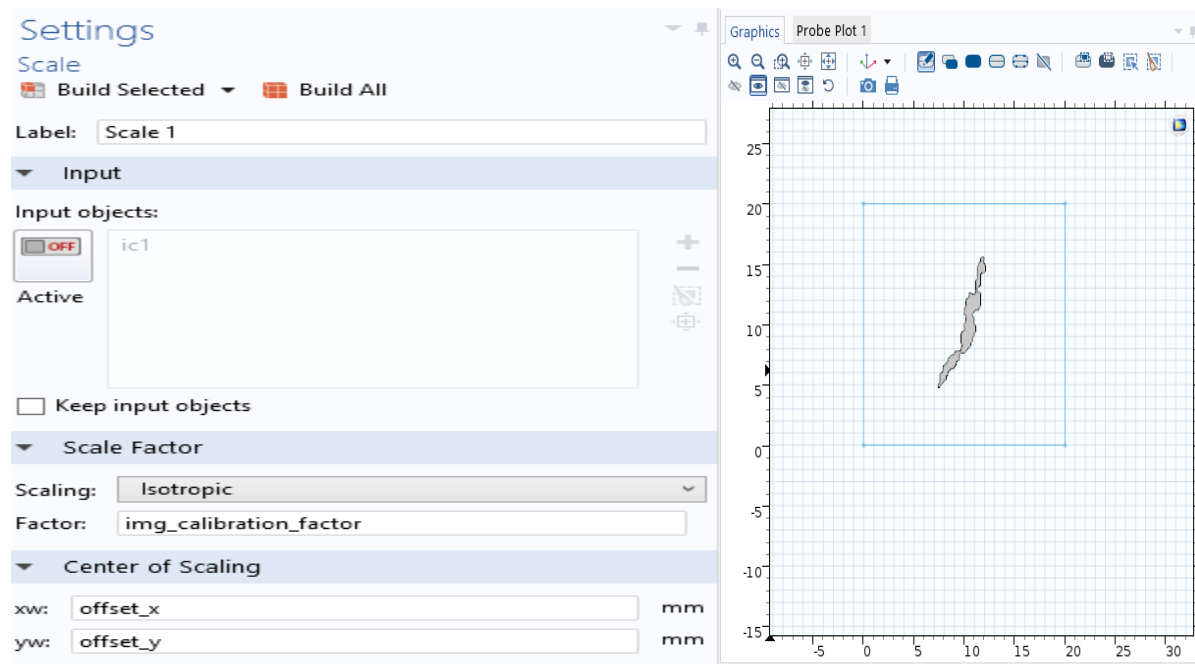 Settings
Scale
Build Selected Build All
Label: Scale 1
Input
Input objects:
OFF
ic1
Active
Keep input objects
Scale Factor
Scaling: Isotropic
Factor: img_calibration_factor
Center of Scaling
xw: offset_x mm
yw: offset_y mm
Graphics Probe Plot 1
25
20
15
10
5
0
-5
-10
-15
-5 0 5 10 15 20 25 30